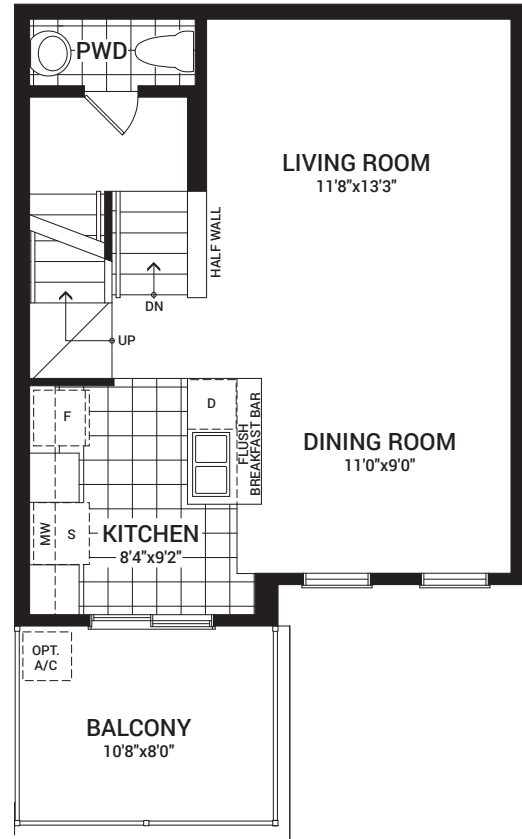 PWD
LIVING ROOM
11'8"x13'3"
HALF WALL
DN
UP
F
D
FLUSH
BREAKFAST BAR
DINING ROOM
11'0"x9'0"
MW
S
KITCHEN
8'4"x9'2"
OPT.
A/C
BALCONY
10'8"x8'0"